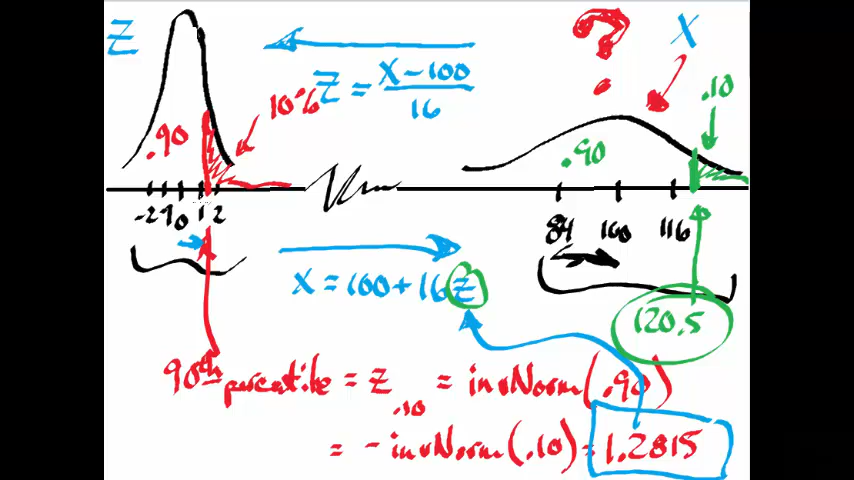 Z
X
?
Z = X-100 / 16
10%
.10
.90
.90
-2 -1 0 1 2
84 100 116
X = 100 + 16 Z
120.5
90th percentile = Z .10 = invNorm(.90)
= - invNorm(.10) = 1.2815